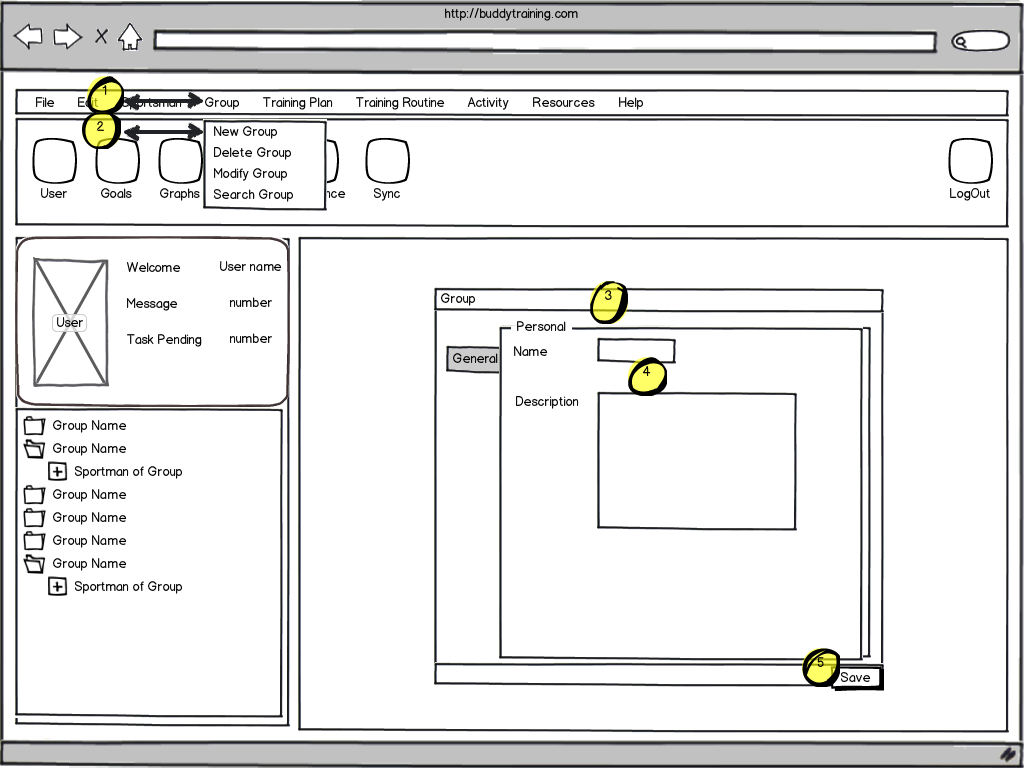 http://buddytraining.com
1
File Edit Sportsman Group Training Plan Training Routine Activity Resources Help
2
New Group
Delete Group
Modify Group
Search Group
User Goals Graphs Sync LogOut
Welcome User name
Message number
User
Task Pending number
Group Name
Group Name
Sportman of Group
Group Name
Group Name
Group Name
Group Name
Sportman of Group
Group 3
Personal
General Name
4
Description
5
Save